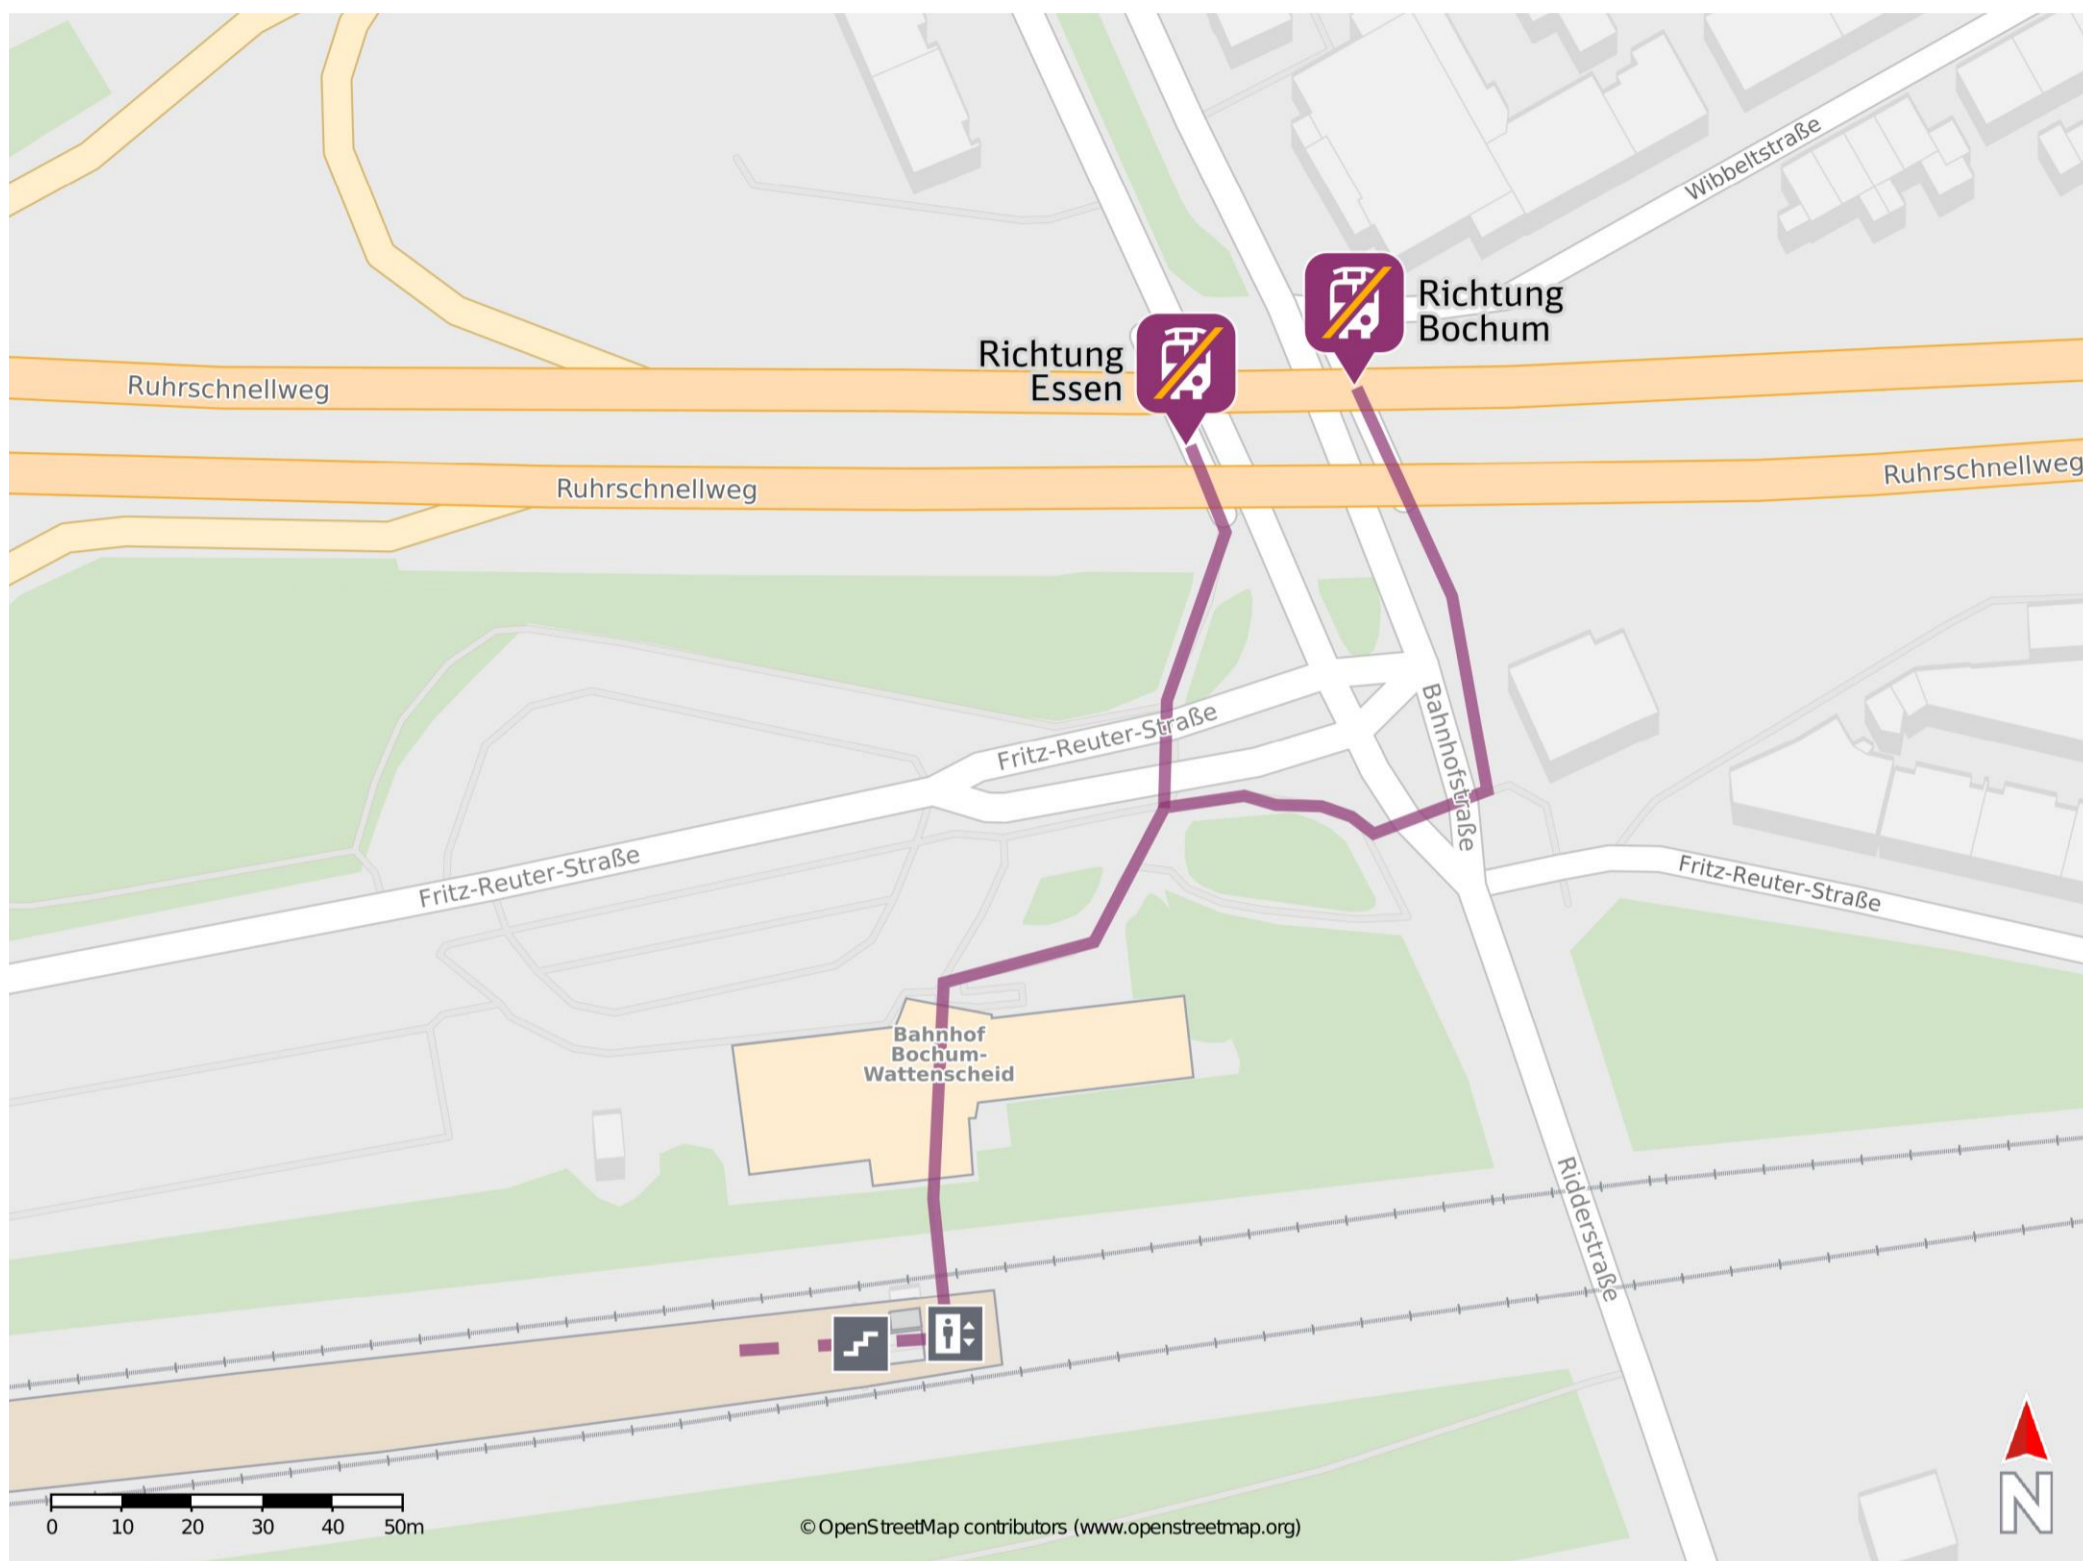 Wibbeltstraße
Richtung
Bochum
Richtung
Essen
Ruhrschnellweg
Ruhrschnellweg
Ruhrschnellweg
Fritz-Reuter-Straße
Bahnhofstraße
Fritz-Reuter-Straße
Fritz-Reuter-Straße
Bahnhof
Bochum-
Wattenscheid
Ridderstraße
0 10 20 30 40 50m
© OpenStreetMap contributors (www.openstreetmap.org)
N